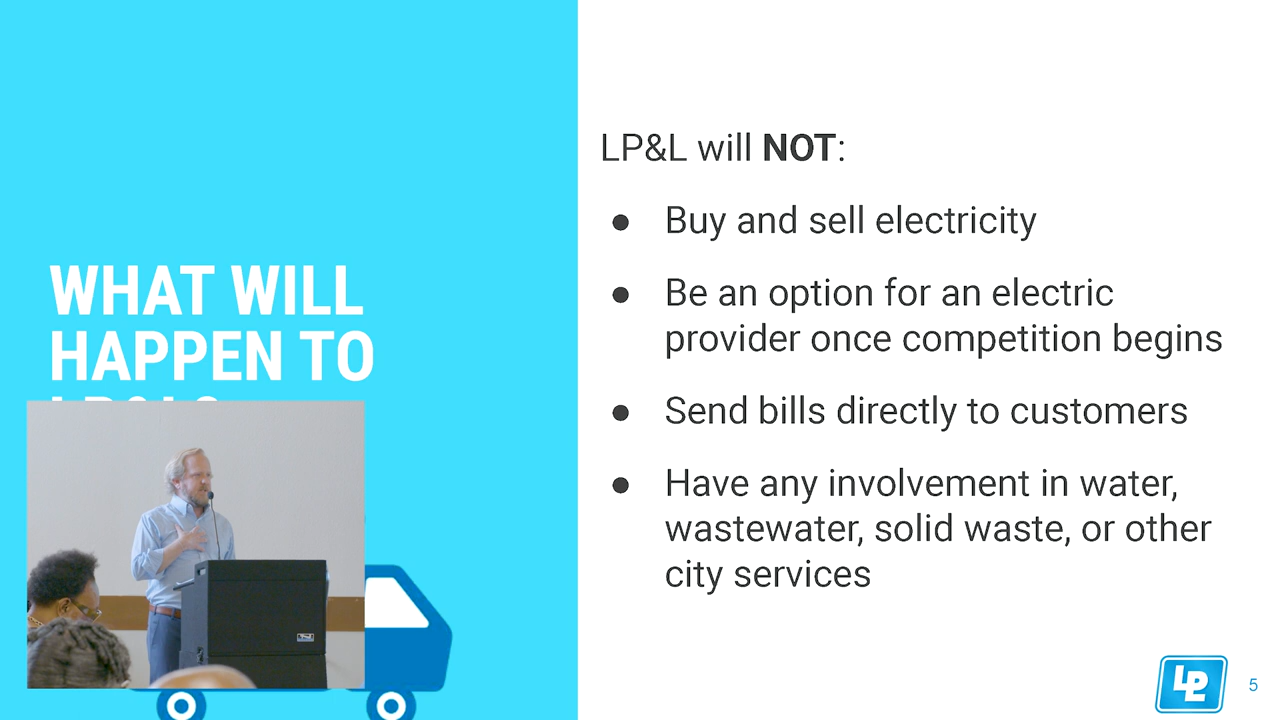 WHAT WILL
HAPPEN TO
LP&L will NOT:
● Buy and sell electricity
● Be an option for an electric
provider once competition begins
● Send bills directly to customers
● Have any involvement in water,
wastewater, solid waste, or other
city services
LPL
5